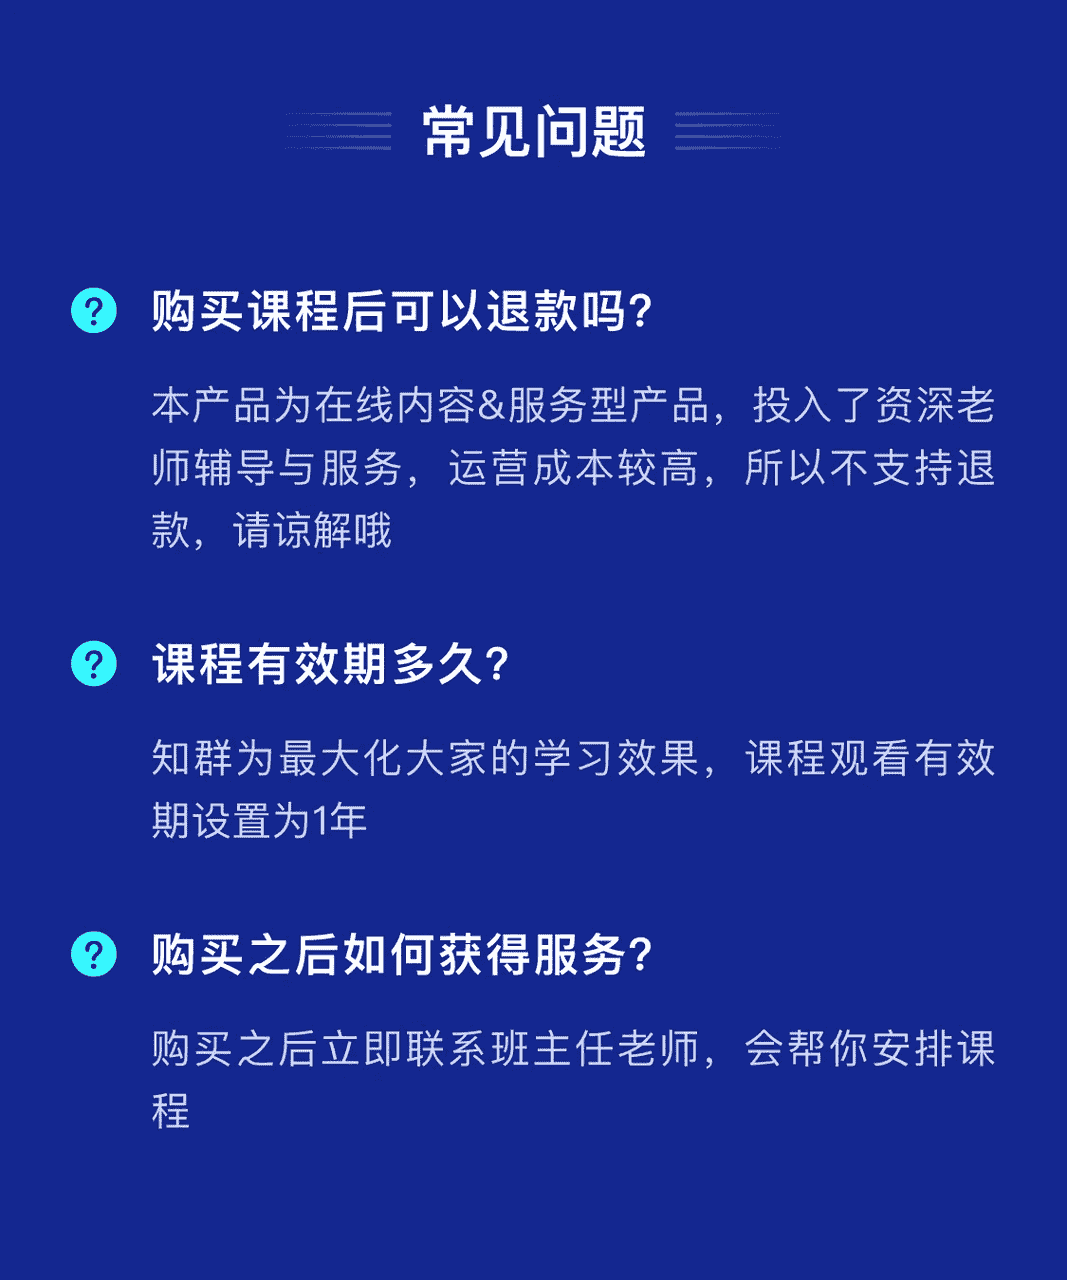 常见问题
?
购买课程后可以退款吗?
本产品为在线内容&服务型产品，投入了资深老
师辅导与服务，运营成本较高，所以不支持退
款，请谅解哦
?
课程有效期多久?
知群为最大化大家的学习效果，课程观看有效
期设置为1年
?
购买之后如何获得服务?
购买之后立即联系班主任老师，会帮你安排课
程